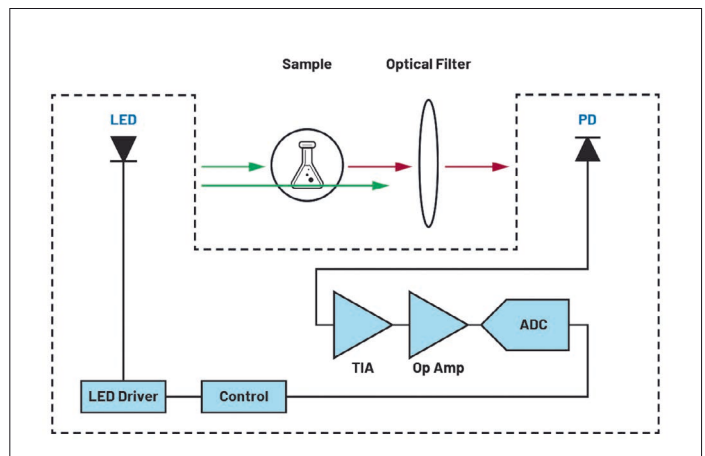 Sample
Optical Filter
LED
PD
ADC
TIA
Op Amp
LED Driver
Control